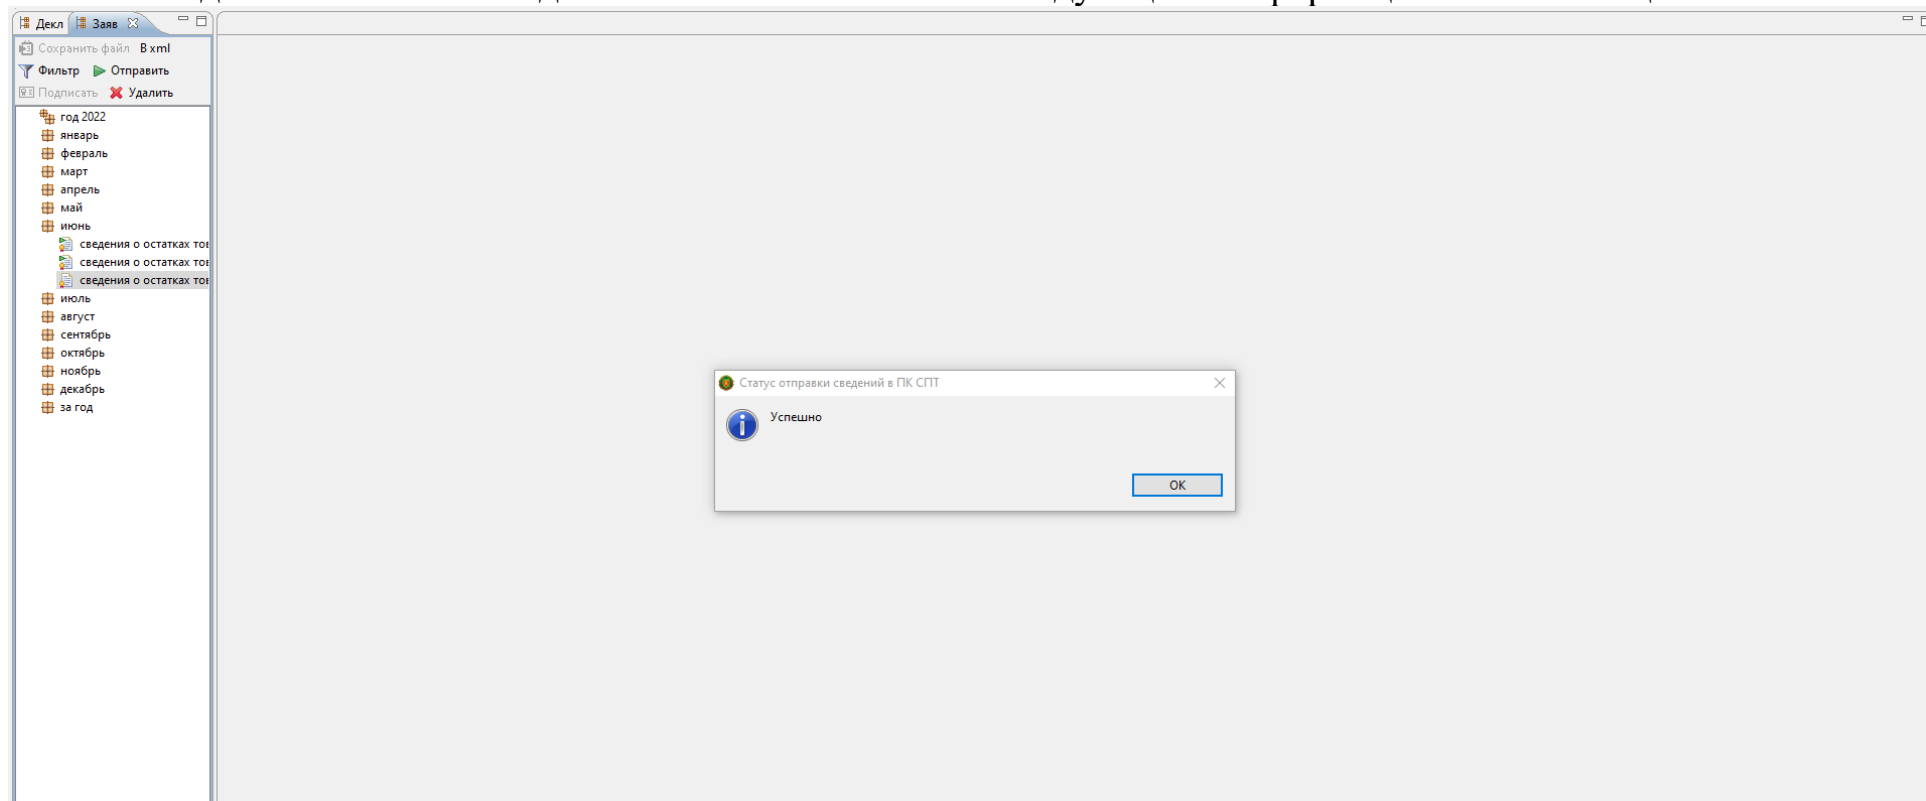 Декл Заяв
Сохранить файл В xml
Фильтр Отправить
Подписать Удалить
год 2022
январь
февраль
март
апрель
май
июнь
сведения о остатках тов
сведения о остатках тов
сведения о остатках тов
июль
август
сентябрь
октябрь
ноябрь
декабрь
за год
Статус отправки сведений в ПК СПТ
Успешно
OK